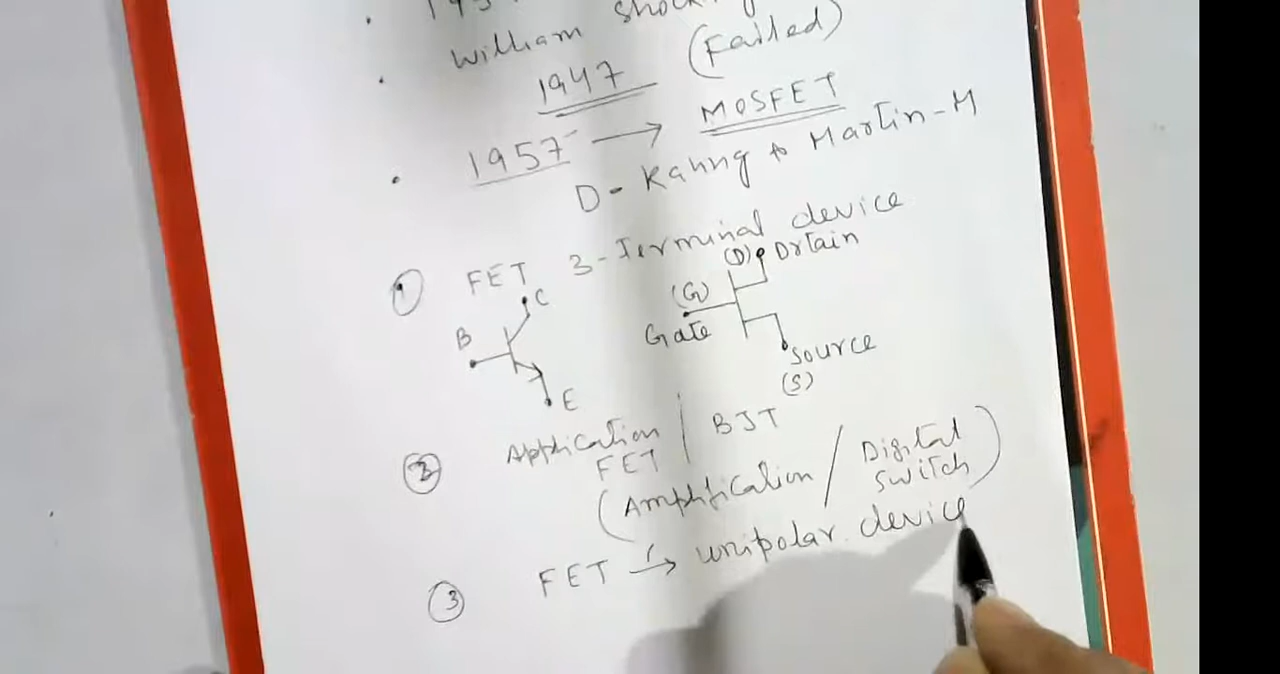 William Shock
1947 (Failed)
1957 → MOSFET
D - Kahng & Martin - M
① FET 3-Terminal device
(D) Drain
C
(G)
B
Gate
Source
(S)
E
② Application FET / BJT
(Amplification / Digital Switch)
③ FET → unipolar device